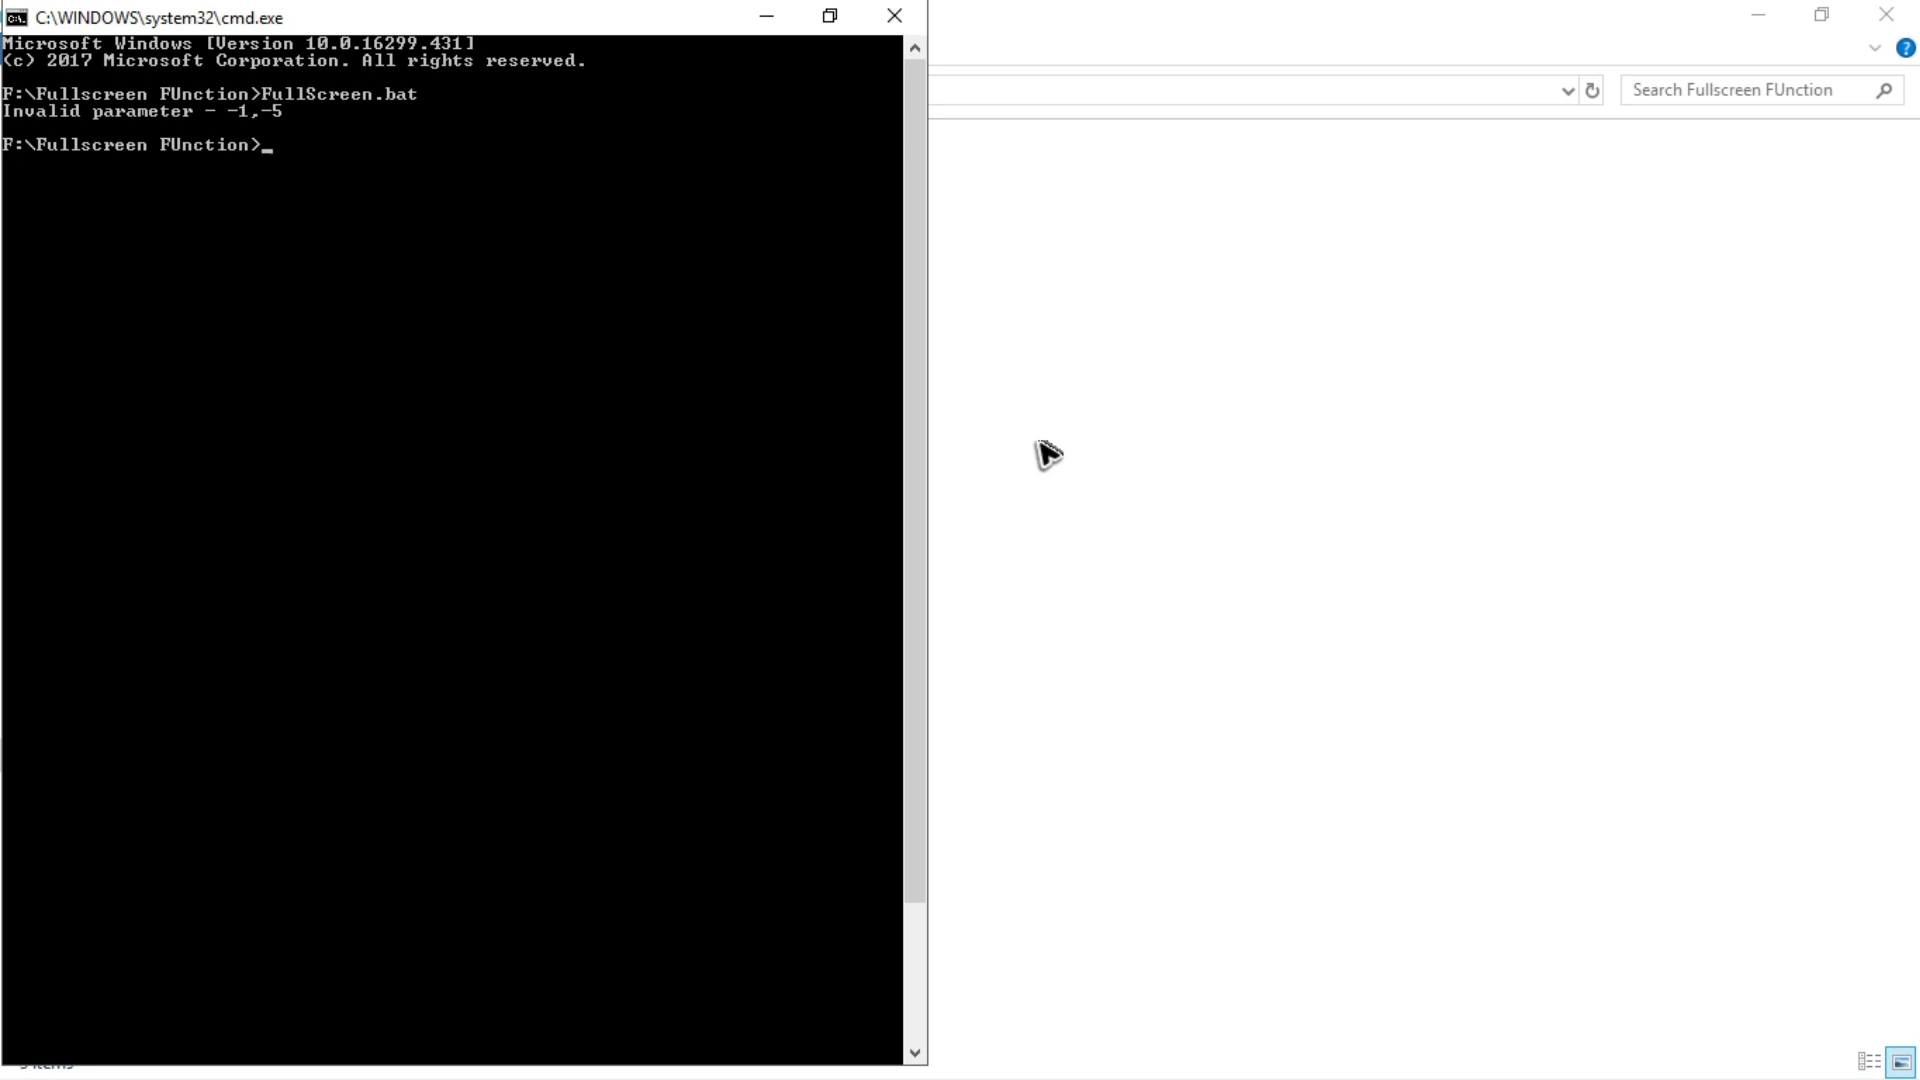 C:\WINDOWS\system32\cmd.exe
Microsoft Windows [Version 10.0.16299.431]
(c) 2017 Microsoft Corporation. All rights reserved.
F:\Fullscreen FUnction>FullScreen.bat
Invalid parameter - -1,-5
F:\Fullscreen FUnction>_
Search Fullscreen FUnction
?
items